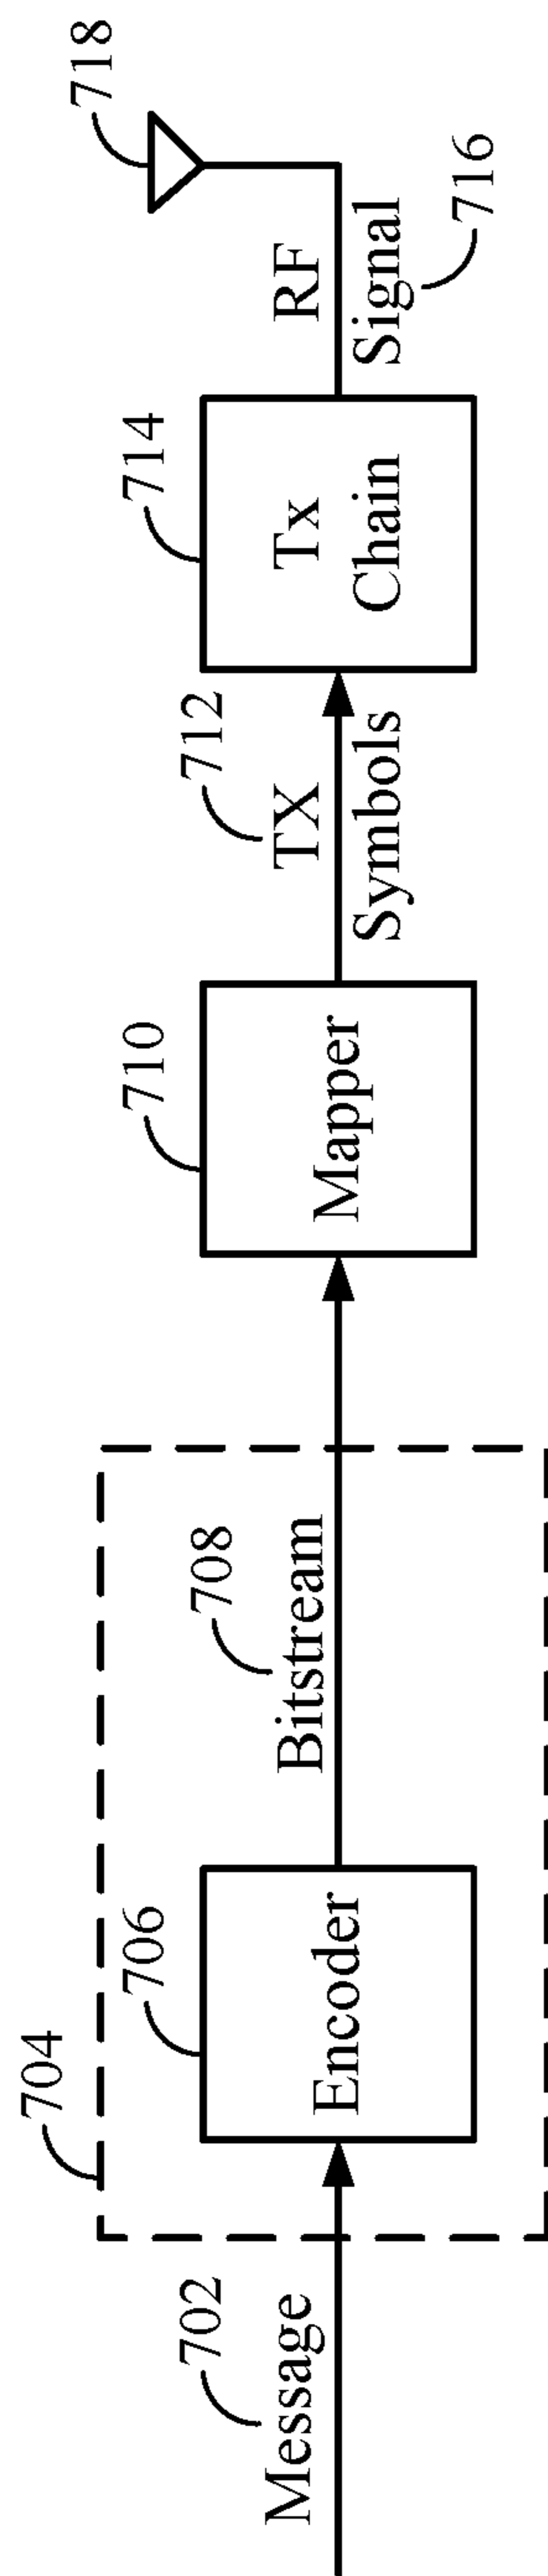 704
702
Message
706
Encoder
708
Bitstream
710
Mapper
712
TX
Symbols
714
Tx
Chain
RF
Signal
716
718